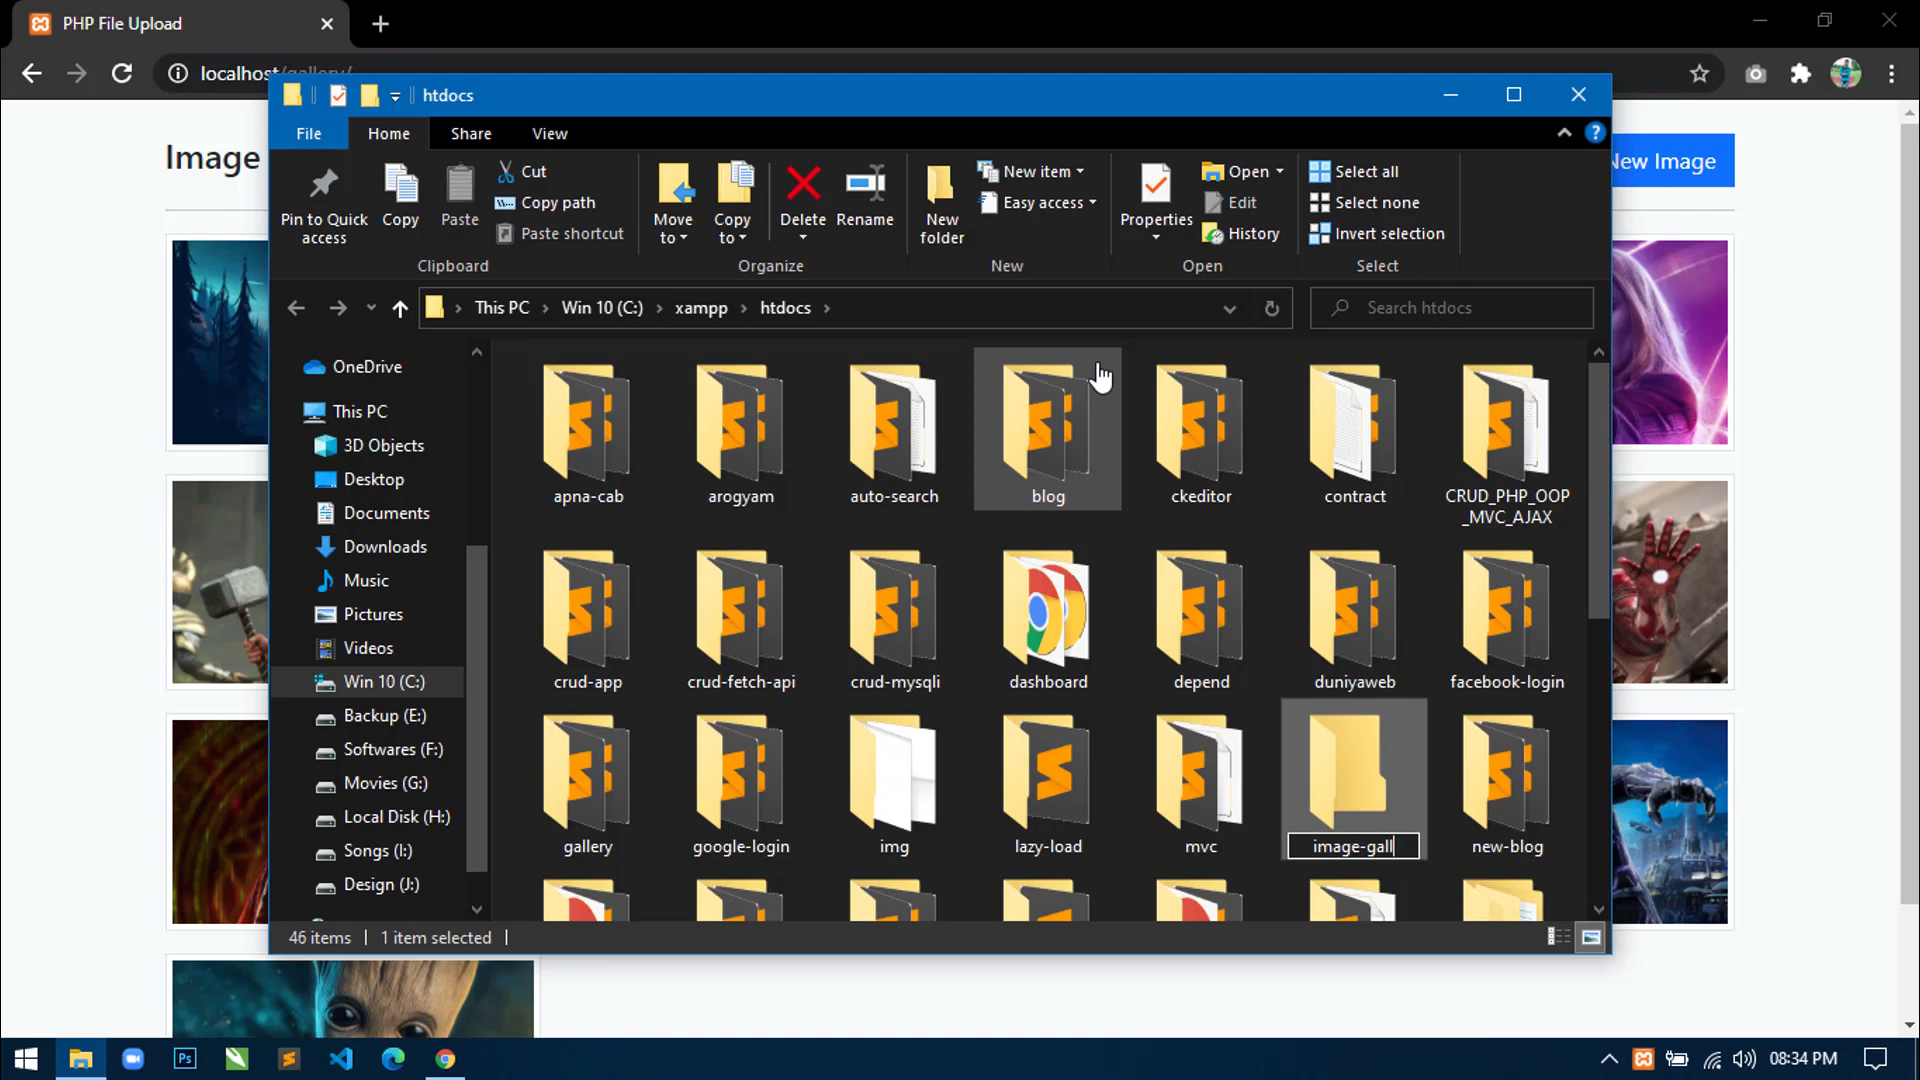 PHP File Upload
localhost/gallery/
htdocs
File
Home
Share
View
Image
New Image
Pin to Quick access
Copy
Paste
Cut
Copy path
Paste shortcut
Clipboard
Move to
Copy to
Delete
Rename
Organize
New folder
New item
Easy access
New
Properties
Open
Edit
History
Open
Select all
Select none
Invert selection
Select
This PC
Win 10 (C:)
xampp
htdocs
Search htdocs
OneDrive
This PC
3D Objects
Desktop
Documents
Downloads
Music
Pictures
Videos
Win 10 (C:)
Backup (E:)
Softwares (F:)
Movies (G:)
Local Disk (H:)
Songs (I:)
Design (J:)
apna-cab
arogyam
auto-search
blog
ckeditor
contract
CRUD_PHP_OOP
_MVC_AJAX
crud-app
crud-fetch-api
crud-mysqli
dashboard
depend
duniyaweb
facebook-login
gallery
google-login
img
lazy-load
mvc
image-gall
new-blog
46 items
1 item selected
Ps
08:34 PM